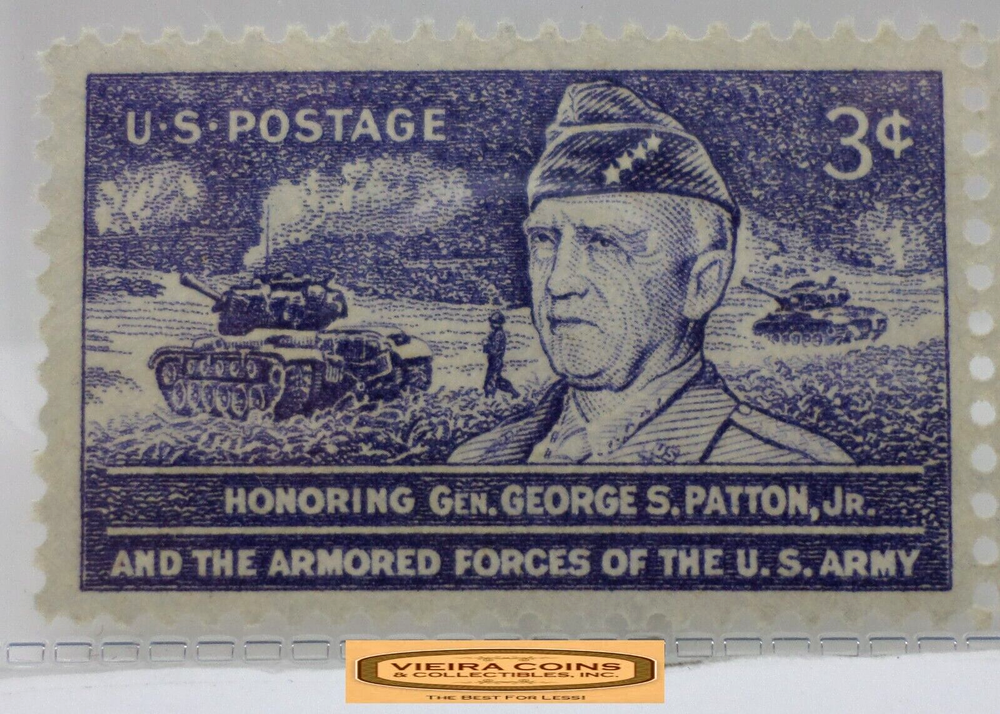 U·S·POSTAGE 3¢
US
HONORING GEN. GEORGE S. PATTON, JR.
AND THE ARMORED FORCES OF THE U.S. ARMY
VIEIRA COINS
& COLLECTIBLES, INC.
THE BEST FOR LESS!